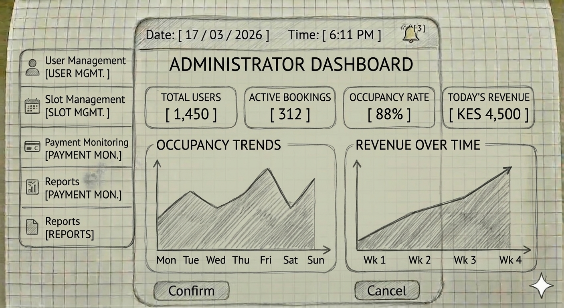 Date: [ 17 / 03 / 2026 ] Time: [ 6:11 PM ] [3]
ADMINISTRATOR DASHBOARD
User Management
[USER MGMT. ]
Slot Management
[SLOT MGMT. ]
Payment Monitoring
[PAYMENT MON.]
Reports
[PAYMENT MON.]
Reports
[REPORTS]
TOTAL USERS
[ 1,450 ]
ACTIVE BOOKINGS
[ 312 ]
OCCUPANCY RATE
[ 88% ]
TODAY'S REVENUE
[ KES 4,500 ]
OCCUPANCY TRENDS
Mon Tue Wed Thu Fri Sat Sun
REVENUE OVER TIME
Wk 1 Wk 2 Wk 3 Wk 4
Confirm
Cancel